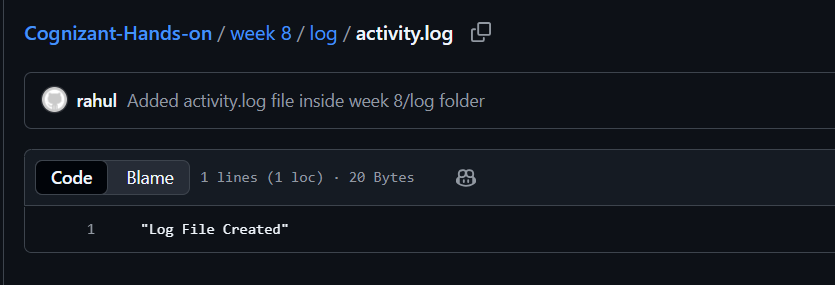 Cognizant-Hands-on / week 8 / log / activity.log
rahul Added activity.log file inside week 8/log folder
Code Blame 1 lines (1 loc) · 20 Bytes
1 "Log File Created"